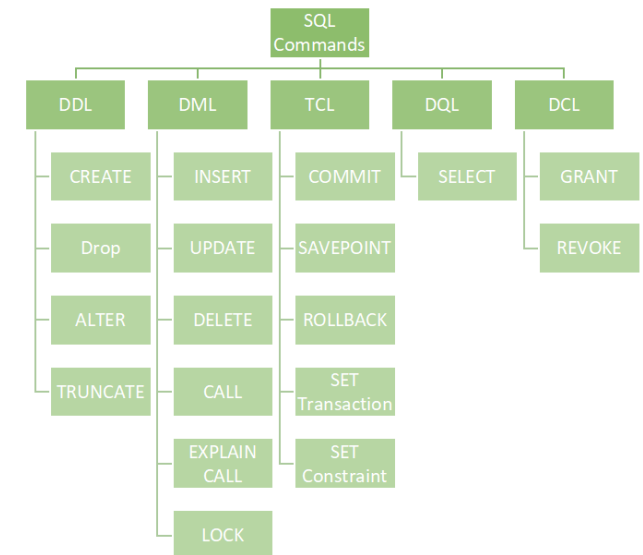 SQL
Commands
DDL
DML
TCL
DQL
DCL
CREATE
INSERT
COMMIT
SELECT
GRANT
Drop
UPDATE
SAVEPOINT
REVOKE
ALTER
DELETE
ROLLBACK
TRUNCATE
CALL
SET
Transaction
EXPLAIN
CALL
SET
Constraint
LOCK